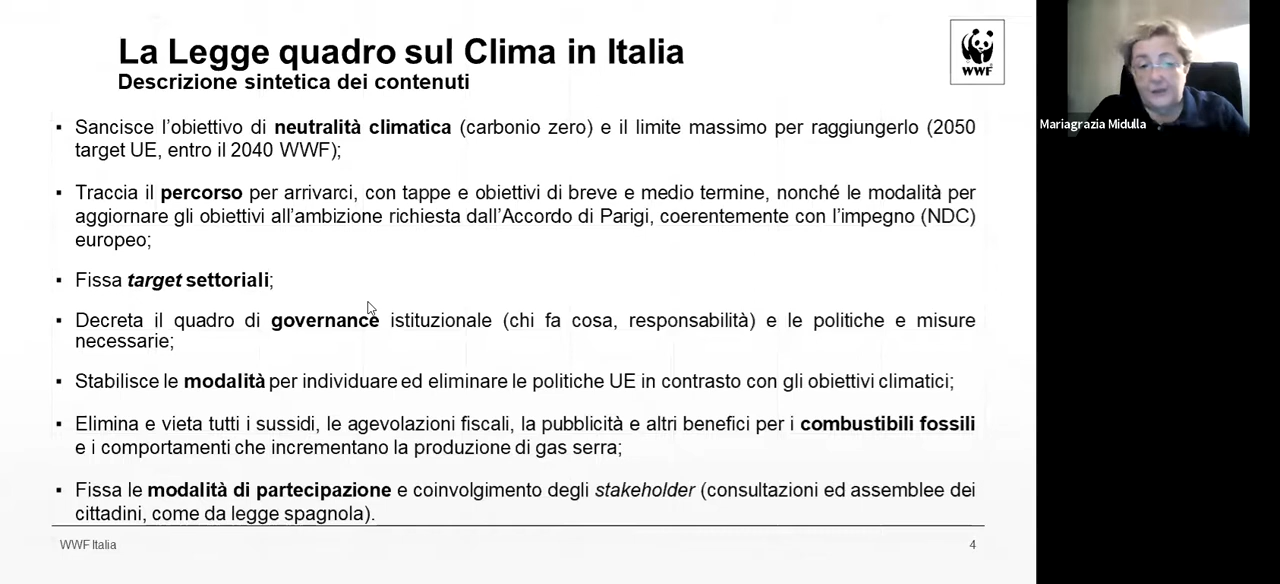 La Legge quadro sul Clima in Italia
Descrizione sintetica dei contenuti
WWF
Mariagrazia Midulla
▪ Sancisce l’obiettivo di neutralità climatica (carbonio zero) e il limite massimo per raggiungerlo (2050
target UE, entro il 2040 WWF);
▪ Traccia il percorso per arrivarci, con tappe e obiettivi di breve e medio termine, nonché le modalità per
aggiornare gli obiettivi all’ambizione richiesta dall’Accordo di Parigi, coerentemente con l’impegno (NDC)
europeo;
▪ Fissa target settoriali;
▪ Decreta il quadro di governance istituzionale (chi fa cosa, responsabilità) e le politiche e misure
necessarie;
▪ Stabilisce le modalità per individuare ed eliminare le politiche UE in contrasto con gli obiettivi climatici;
▪ Elimina e vieta tutti i sussidi, le agevolazioni fiscali, la pubblicità e altri benefici per i combustibili fossili
e i comportamenti che incrementano la produzione di gas serra;
▪ Fissa le modalità di partecipazione e coinvolgimento degli stakeholder (consultazioni ed assemblee dei
cittadini, come da legge spagnola).
WWF Italia
4